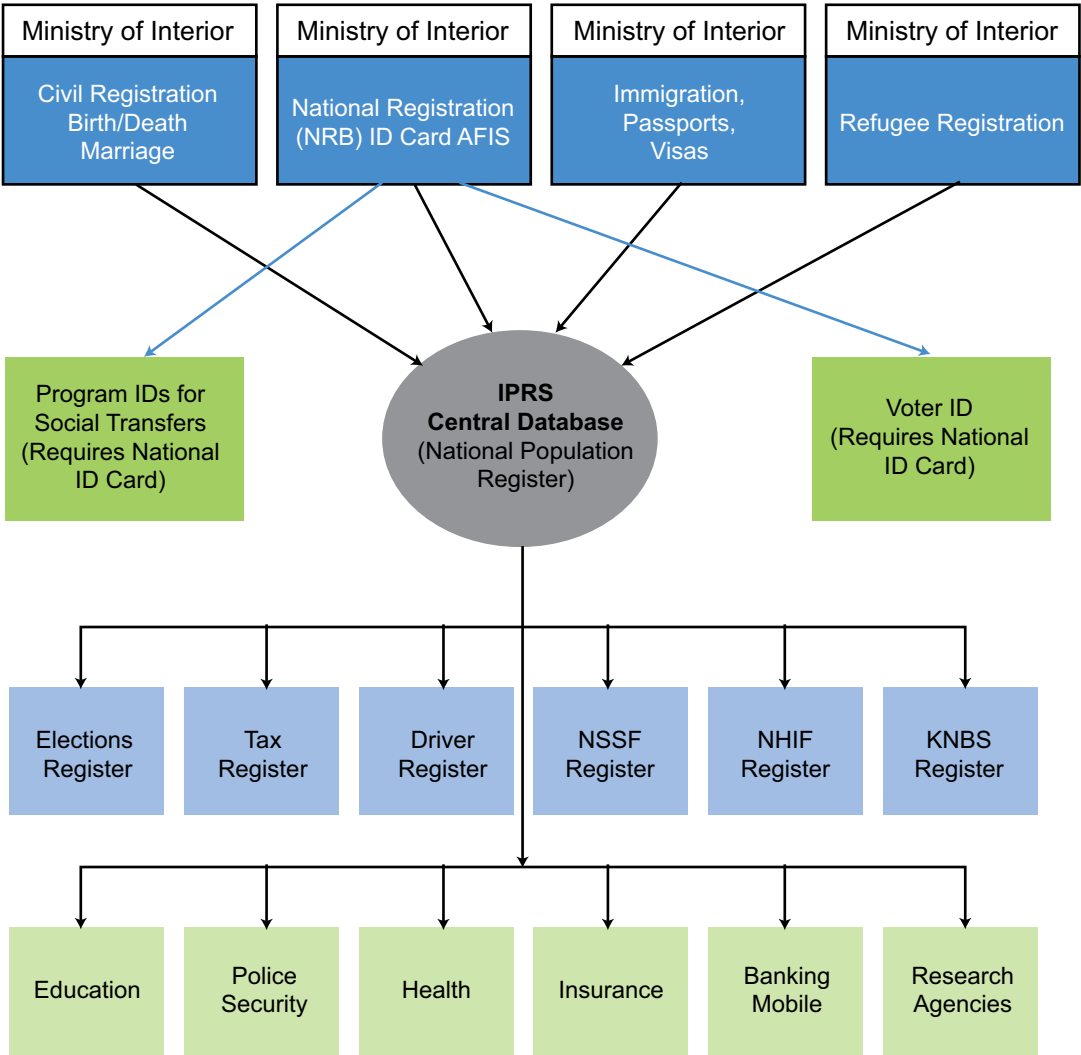 Ministry of Interior
Civil Registration
Birth/Death
Marriage
Ministry of Interior
National Registration
(NRB) ID Card AFIS
Ministry of Interior
Immigration,
Passports,
Visas
Ministry of Interior
Refugee Registration
Program IDs for
Social Transfers
(Requires National
ID Card)
IPRS
Central Database
(National Population
Register)
Voter ID
(Requires National
ID Card)
Elections
Register
Tax
Register
Driver
Register
NSSF
Register
NHIF
Register
KNBS
Register
Education
Police
Security
Health
Insurance
Banking
Mobile
Research
Agencies